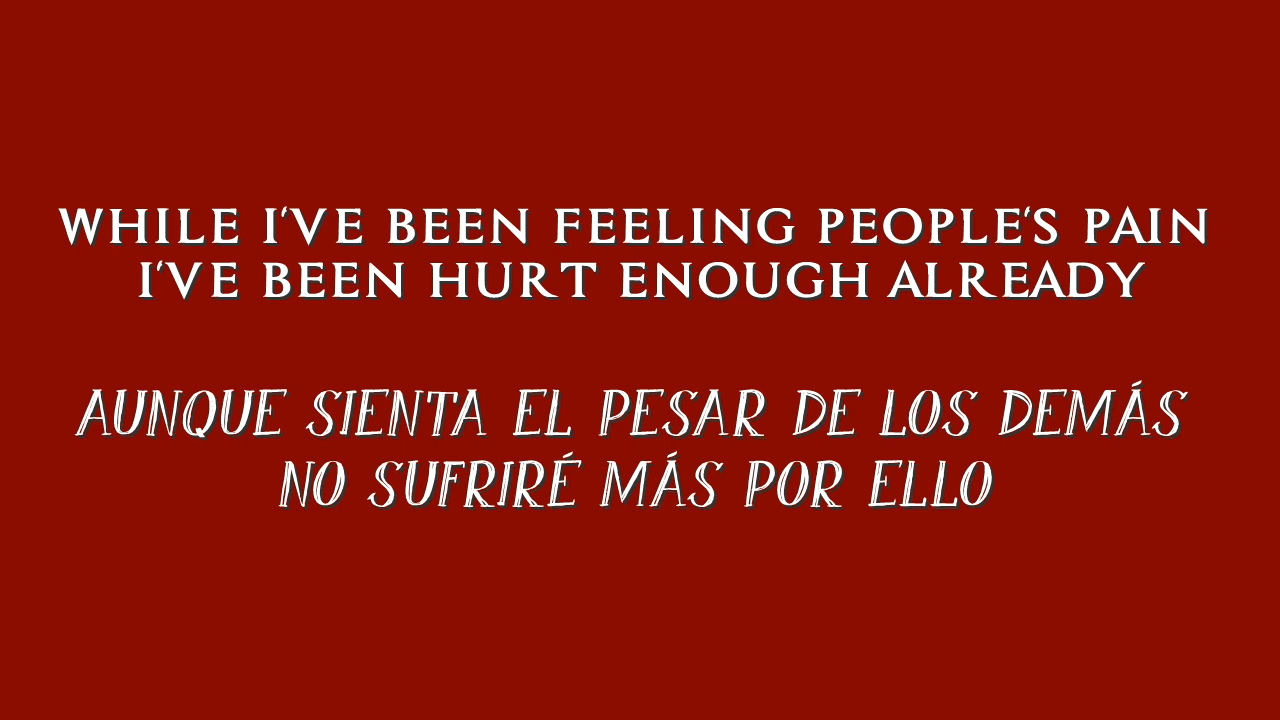 WHILE I'VE BEEN FEELING PEOPLE'S PAIN
I'VE BEEN HURT ENOUGH ALREADY
AUNQUE SIENTA EL PESAR DE LOS DEMÁS
NO SUFRIRÉ MÁS POR ELLO